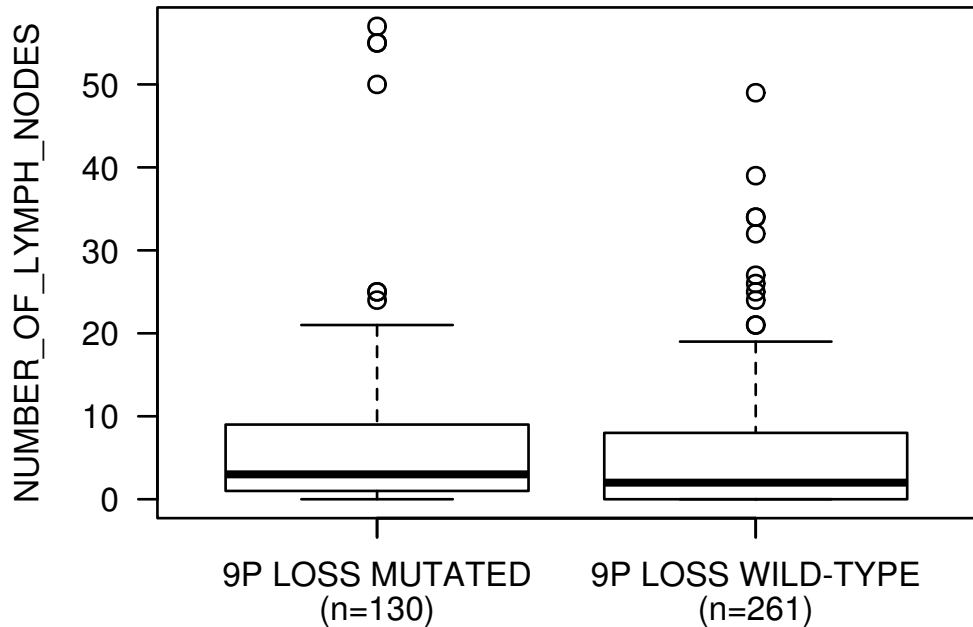 NUMBER_OF_LYMPH_NODES
50
40
30
20
10
0
9P LOSS MUTATED
(n=130)
9P LOSS WILD-TYPE
(n=261)